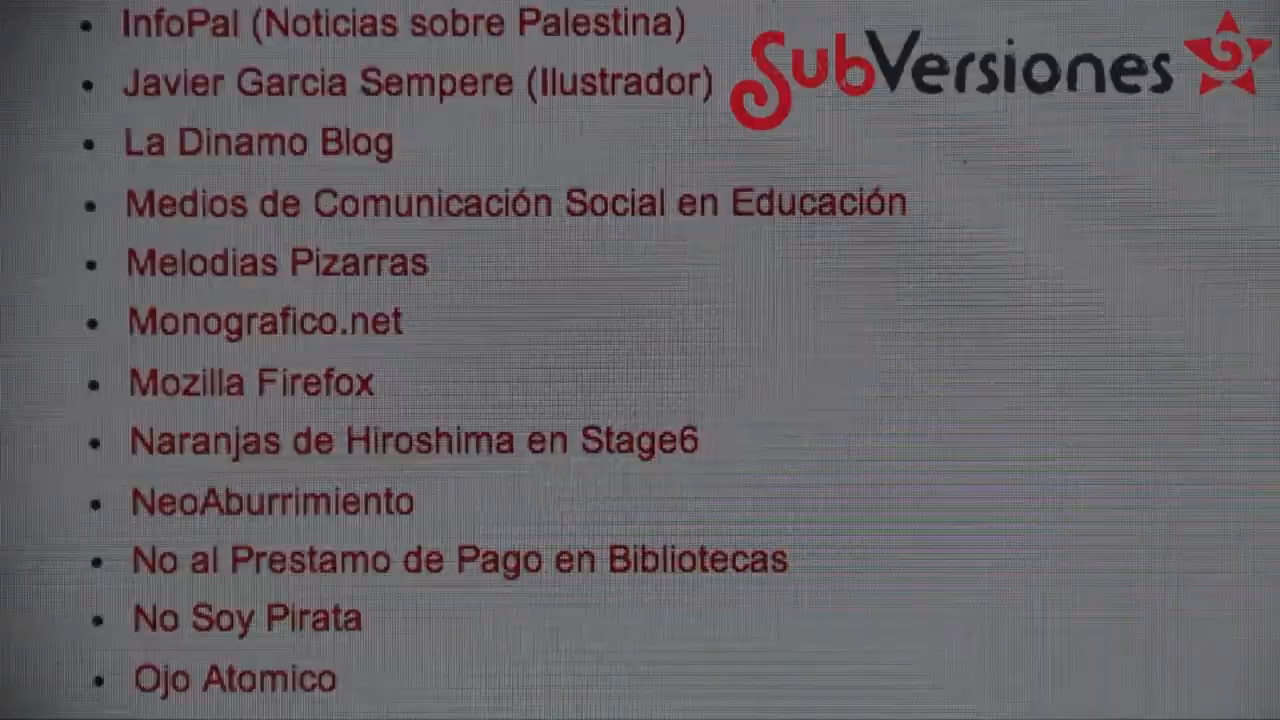 InfoPal (Noticias sobre Palestina)
SubVersiones
Javier Garcia Sempere (Ilustrador)
La Dinamo Blog
Medios de Comunicación Social en Educación
Melodias Pizarras
Monografico.net
Mozilla Firefox
Naranjas de Hiroshima en Stage6
NeoAburrimiento
No al Prestamo de Pago en Bibliotecas
No Soy Pirata
Ojo Atomico